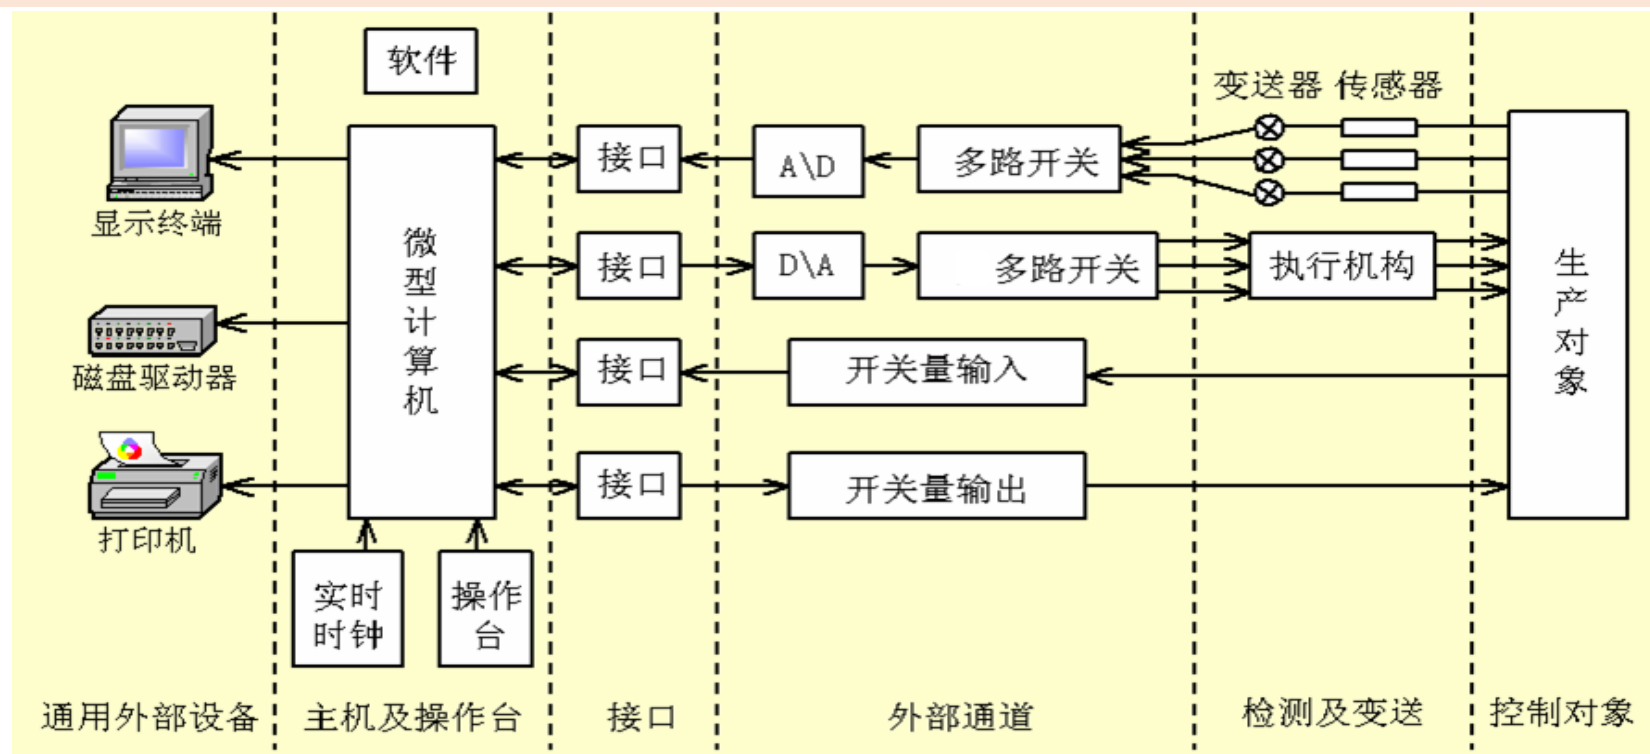 软件
变送器 传感器
显示终端
磁盘驱动器
打印机
微型计算机
实时
时钟
操作
台
接口
A\D
多路开关
接口
D\A
多路开关
执行机构
接口
开关量输入
接口
开关量输出
生产对象
通用外部设备
主机及操作台
接口
外部通道
检测及变送
控制对象